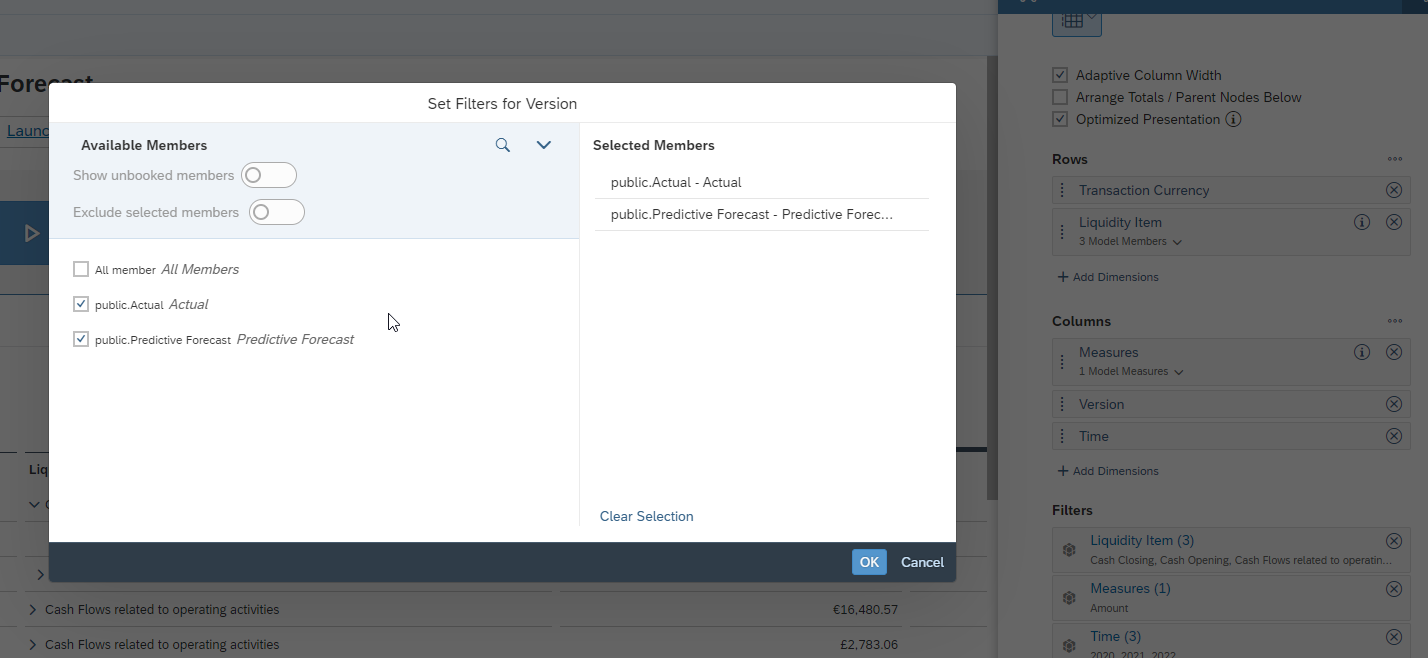 Forecast
Launc
Set Filters for Version
Available Members
Show unbooked members
Exclude selected members
All member All Members
public.Actual Actual
public.Predictive Forecast Predictive Forecast
Selected Members
public.Actual - Actual
public.Predictive Forecast - Predictive Forec...
Clear Selection
OK
Cancel
Liq
Cash Flows related to operating activities €16,480.57
Cash Flows related to operating activities £2,783.06
Adaptive Column Width
Arrange Totals / Parent Nodes Below
Optimized Presentation
Rows
Transaction Currency
Liquidity Item
3 Model Members
+ Add Dimensions
Columns
Measures
1 Model Measures
Version
Time
+ Add Dimensions
Filters
Liquidity Item (3)
Cash Closing, Cash Opening, Cash Flows related to operatin...
Measures (1)
Amount
Time (3)
2020, 2021, 2022